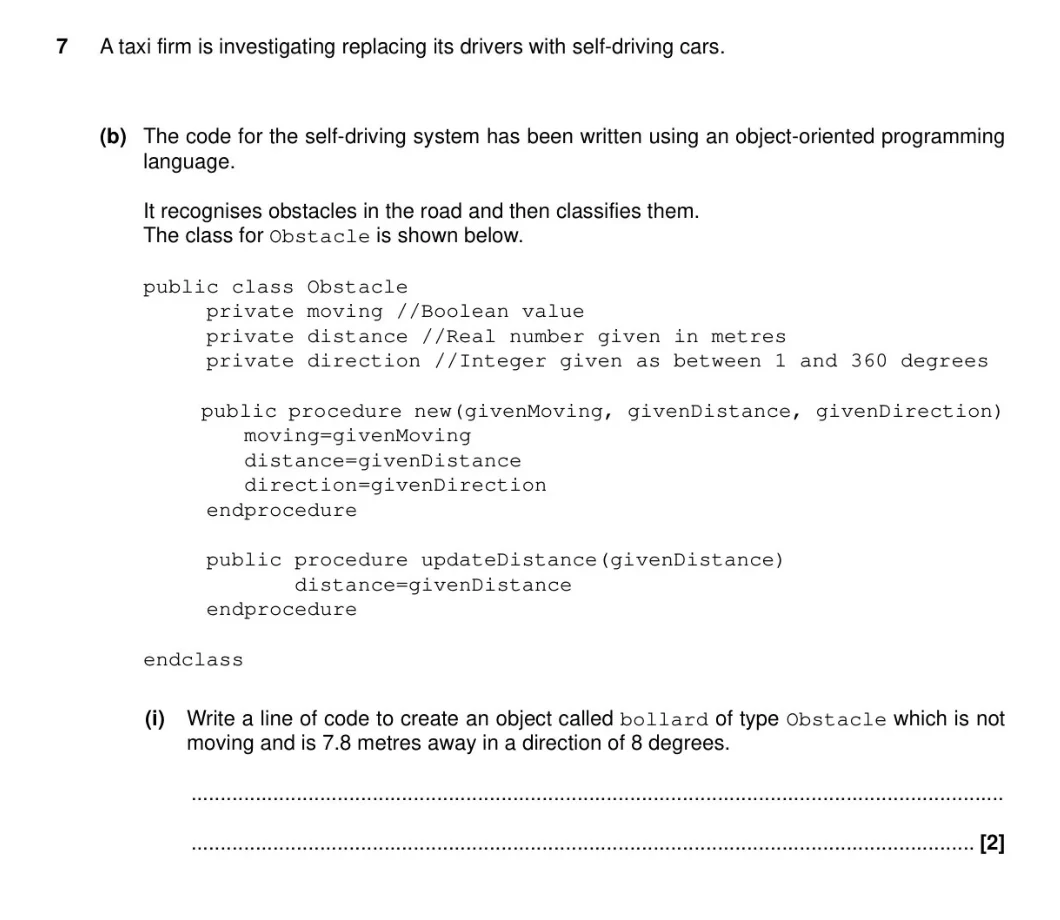 7 A taxi firm is investigating replacing its drivers with self-driving cars.
(b) The code for the self-driving system has been written using an object-oriented programming
language.
It recognises obstacles in the road and then classifies them.
The class for Obstacle is shown below.
public class Obstacle
private moving //Boolean value
private distance //Real number given in metres
private direction //Integer given as between 1 and 360 degrees
public procedure new(givenMoving, givenDistance, givenDirection)
moving=givenMoving
distance=givenDistance
direction=givenDirection
endprocedure
public procedure updateDistance(givenDistance)
distance=givenDistance
endprocedure
endclass
(i) Write a line of code to create an object called bollard of type Obstacle which is not
moving and is 7.8 metres away in a direction of 8 degrees.
[2]